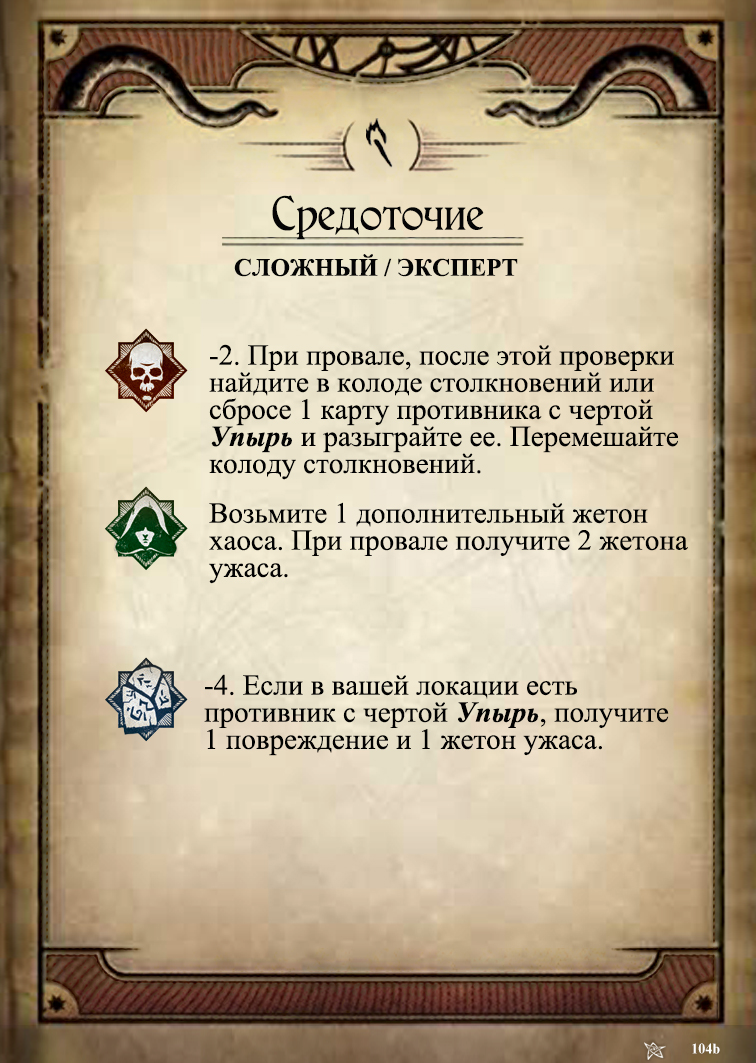 Средоточие
СЛОЖНЫЙ / ЭКСПЕРТ
-2. При провале, после этой проверки
найдите в колоде столкновений или
сбросе 1 карту противника с чертой
Упырь и разыграйте ее. Перемешайте
колоду столкновений.
Возьмите 1 дополнительный жетон
хаоса. При провале получите 2 жетона
ужаса.
-4. Если в вашей локации есть
противник с чертой Упырь, получите
1 повреждение и 1 жетон ужаса.
104b